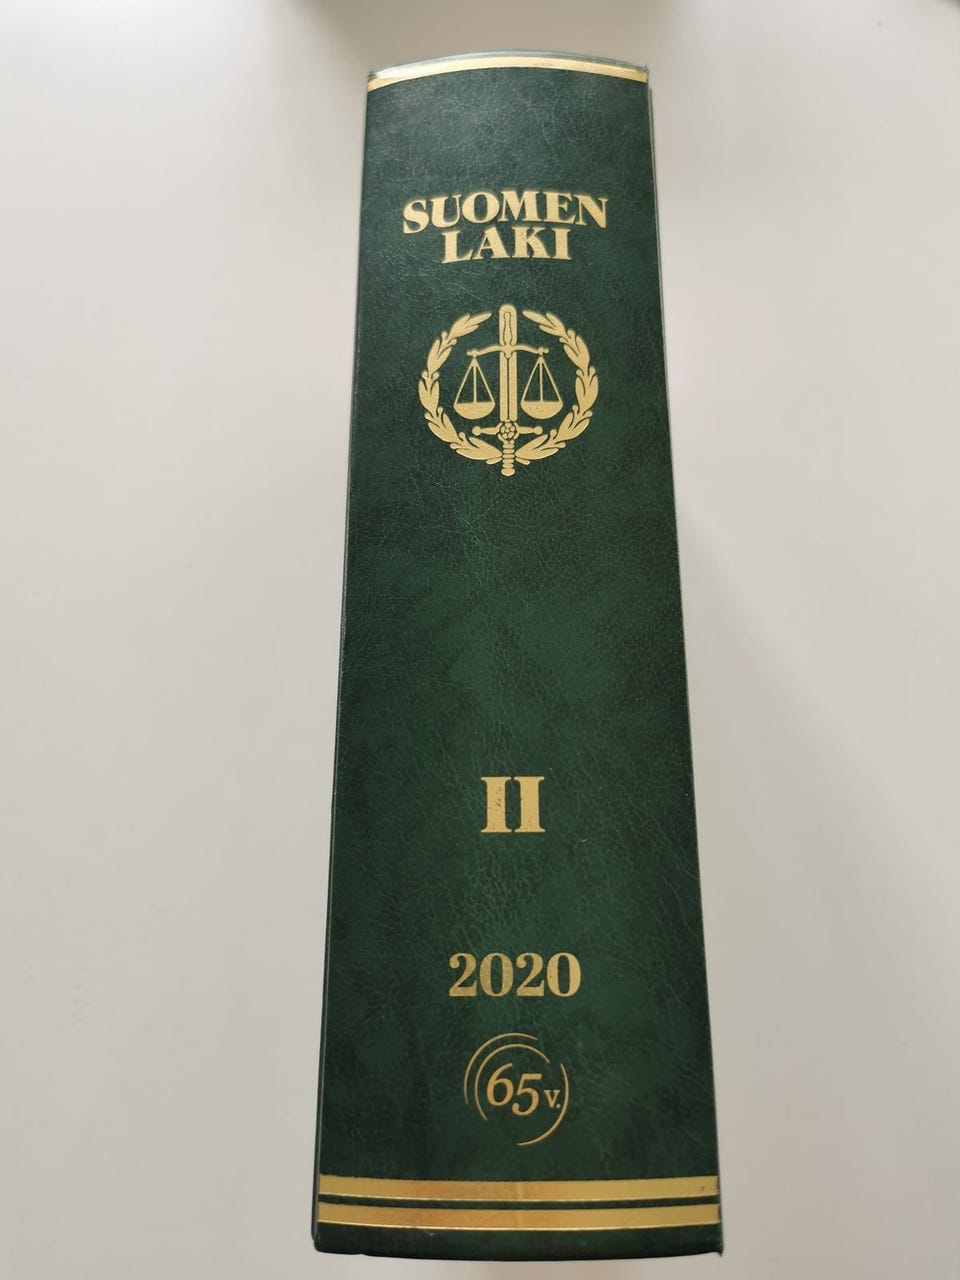 SUOMEN
LAKI
II
2020
65 v.